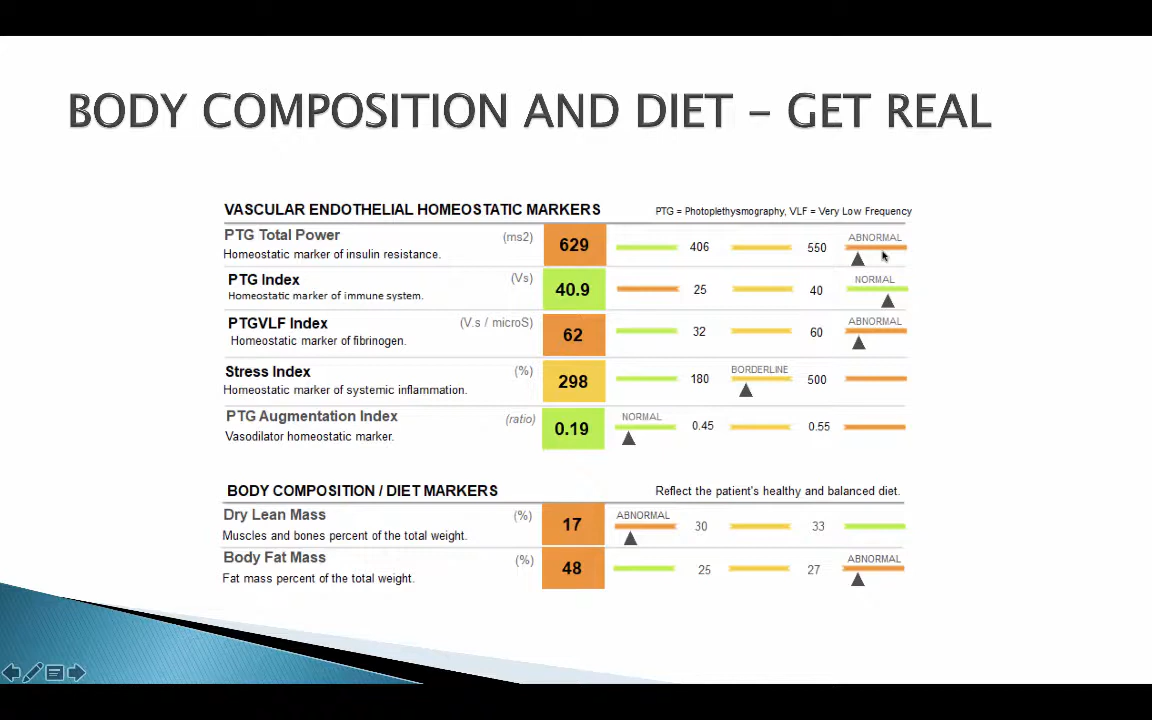 BODY COMPOSITION AND DIET – GET REAL
VASCULAR ENDOTHELIAL HOMEOSTATIC MARKERS PTG = Photoplethysmography, VLF = Very Low Frequency
PTG Total Power (ms2) 629 406 550 ABNORMAL
Homeostatic marker of insulin resistance.
PTG Index (Vs) 40.9 25 40 NORMAL
Homeostatic marker of immune system.
PTGVLF Index (V.s / microS) 62 32 60 ABNORMAL
Homeostatic marker of fibrinogen.
Stress Index (%) 298 180 BORDERLINE 500
Homeostatic marker of systemic inflammation.
PTG Augmentation Index (ratio) 0.19 NORMAL 0.45 0.55
Vasodilator homeostatic marker.
BODY COMPOSITION / DIET MARKERS Reflect the patient's healthy and balanced diet.
Dry Lean Mass (%) 17 ABNORMAL 30 33
Muscles and bones percent of the total weight.
Body Fat Mass (%) 48 25 27 ABNORMAL
Fat mass percent of the total weight.